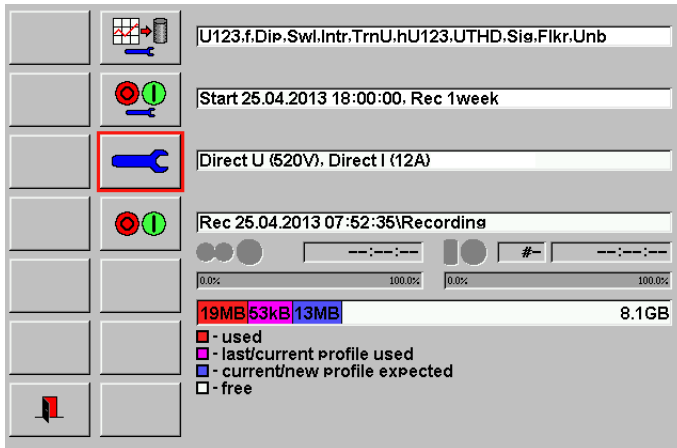 U123,f,Dip,Swl,Intr,TrnU,hU123,UTHD,Sig,Flkr,Unb
Start 25.04.2013 18:00:00, Rec 1week
Direct U (520V), Direct I (12A)
Rec 25.04.2013 07:52:35\Recording
--:--:-- #- --:--:--
0.0% 100.0% 0.0% 100.0%
19MB 53kB 13MB 8.1GB
- used
- last/current profile used
- current/new profile expected
- free